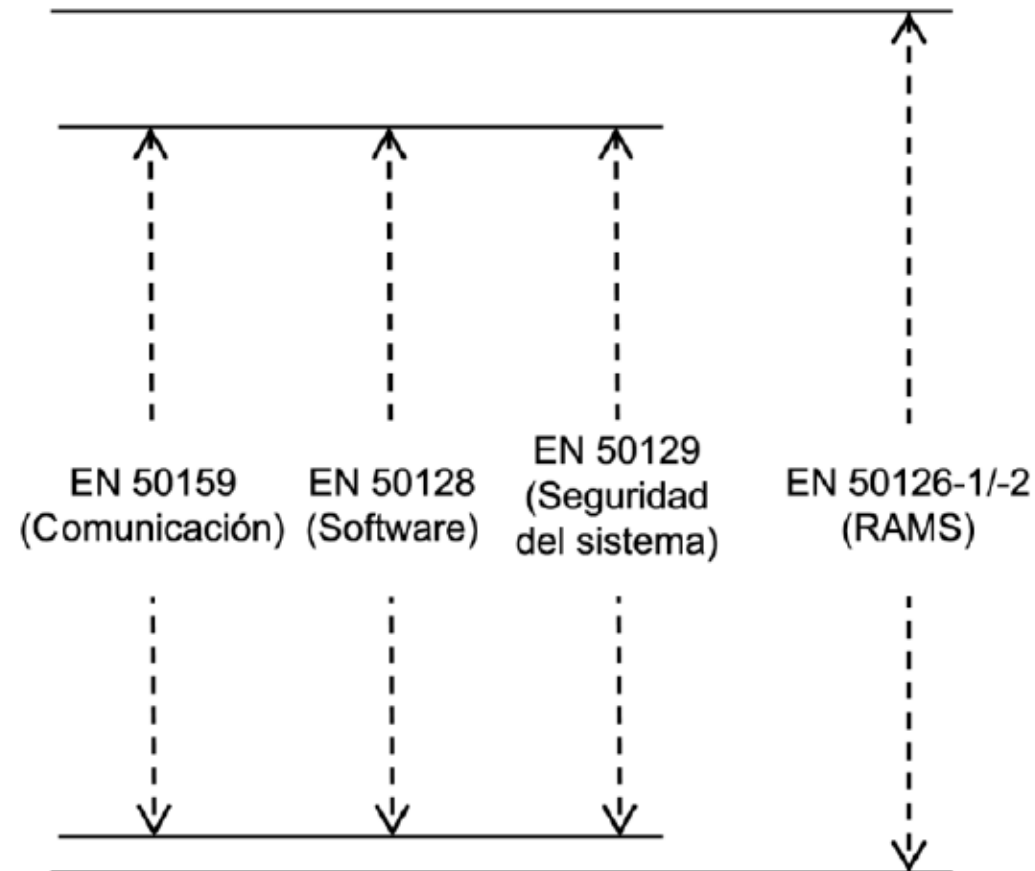 EN 50159
(Comunicación)
EN 50128
(Software)
EN 50129
(Seguridad
del sistema)
EN 50126-1/-2
(RAMS)